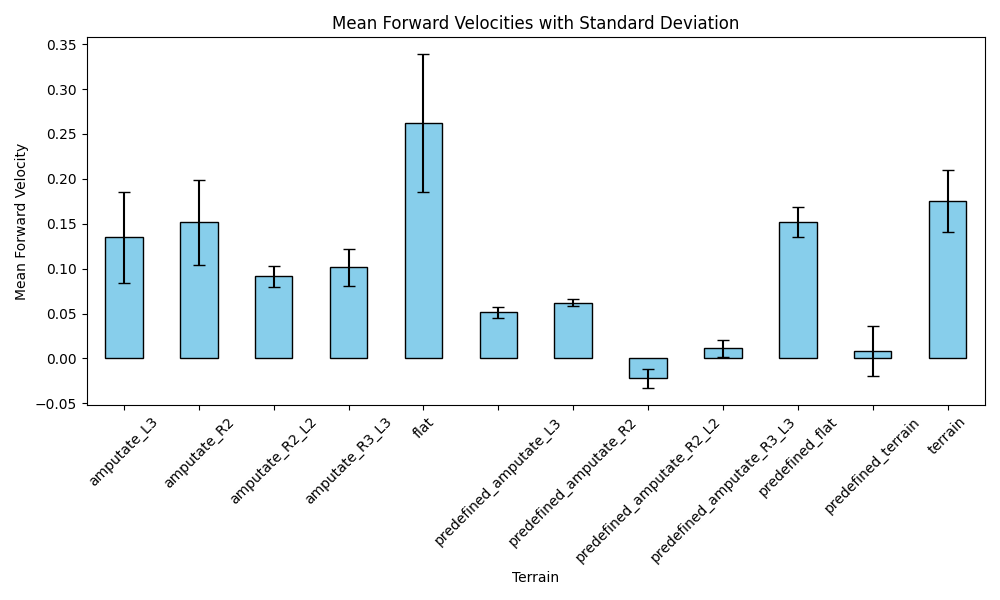 Mean Forward Velocities with Standard Deviation
Mean Forward Velocity
0.35
0.30
0.25
0.20
0.15
0.10
0.05
0.00
−0.05
amputate_L3
amputate_R2
amputate_R2_L2
amputate_R3_L3
flat
predefined_amputate_L3
predefined_amputate_R2
predefined_amputate_R2_L2
predefined_amputate_R3_L3
predefined_flat
predefined_terrain
terrain
Terrain